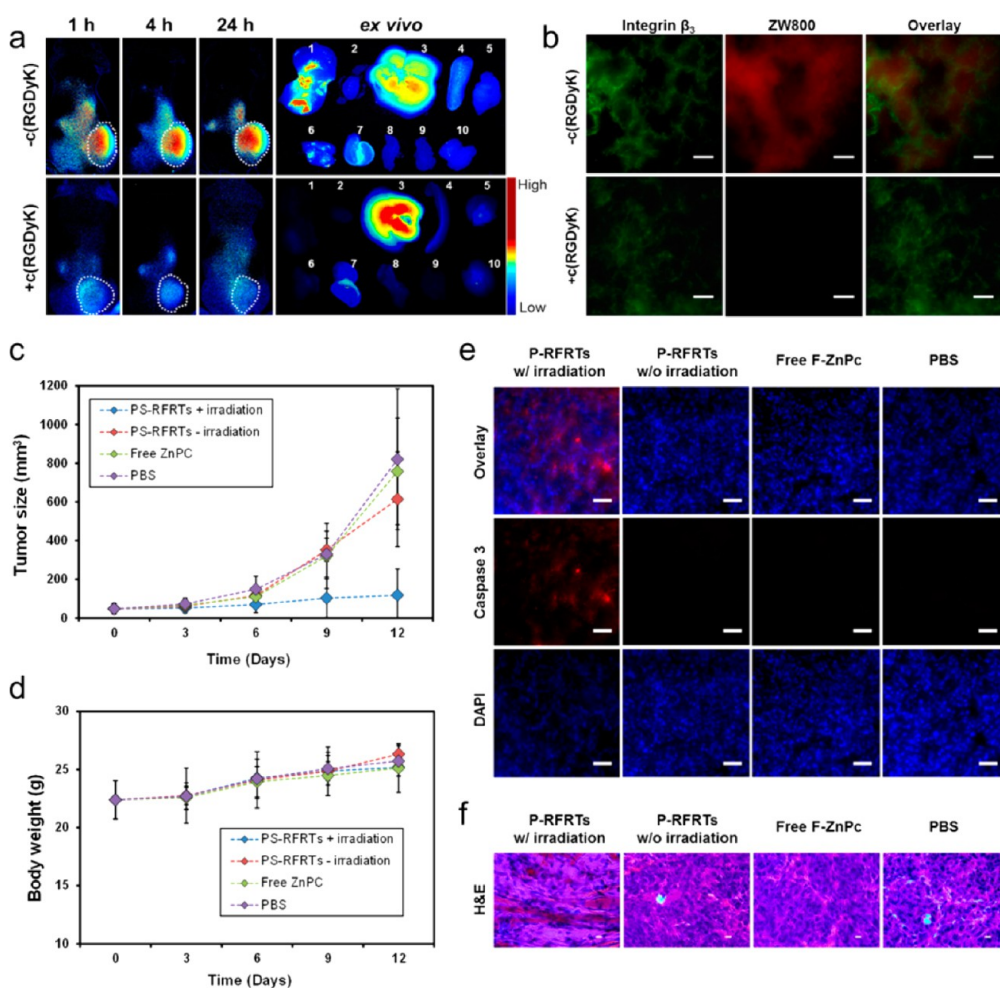 a
1 h 4 h 24 h ex vivo
-c(RGDyK)
1 2 3 4 5
6 7 8 9 10
+c(RGDyK)
1 2 3 4 5
6 7 8 9 10
High
Low
b
Integrin β3 ZW800 Overlay
-c(RGDyK)
+c(RGDyK)
c
Tumor size (mm³)
1200
1000
800
600
400
200
0
PS-RFRTs + irradiation
PS-RFRTs - irradiation
Free ZnPC
PBS
0 3 6 9 12
Time (Days)
d
Body weight (g)
30
25
20
15
10
PS-RFRTs + irradiation
PS-RFRTs - irradiation
Free ZnPC
PBS
0 3 6 9 12
Time (Days)
e
P-RFRTs
w/ irradiation
P-RFRTs
w/o irradiation
Free F-ZnPc
PBS
Overlay
Caspase 3
DAPI
f
P-RFRTs
w/ irradiation
P-RFRTs
w/o irradiation
Free F-ZnPc
PBS
H&E